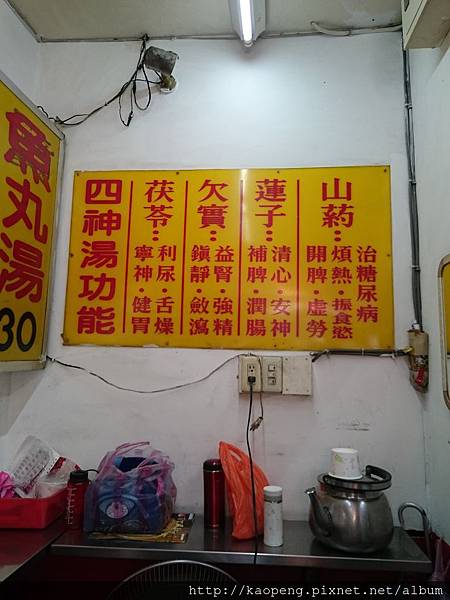 魚丸湯
30
四神湯功能
茯苓:
寧神·健胃
利尿·舌燥
欠實:
鎮靜·斂瀉
益腎·強精
蓮子:
補脾·潤腸
清心·安神
山葯:
開脾·虛勞
煩熱·振食慾
治糖尿病
http://kaopeng.pixnet.net/album